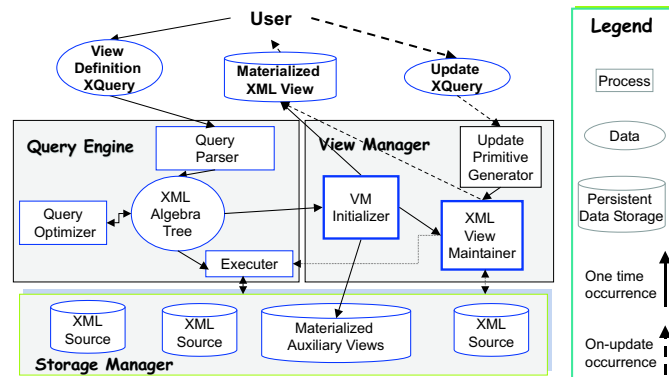 User
View
Definition
XQuery
Materialized
XML View
Update
XQuery
Query Engine
Query
Parser
View Manager
Update
Primitive
Generator
Query
Optimizer
XML
Algebra
Tree
VM
Initializer
XML
View
Maintainer
Executer
XML
Source
XML
Source
Materialized
Auxiliary Views
XML
Source
Storage Manager
Legend
Process
Data
Persistent
Data Storage
One time
occurrence
On-update
occurrence